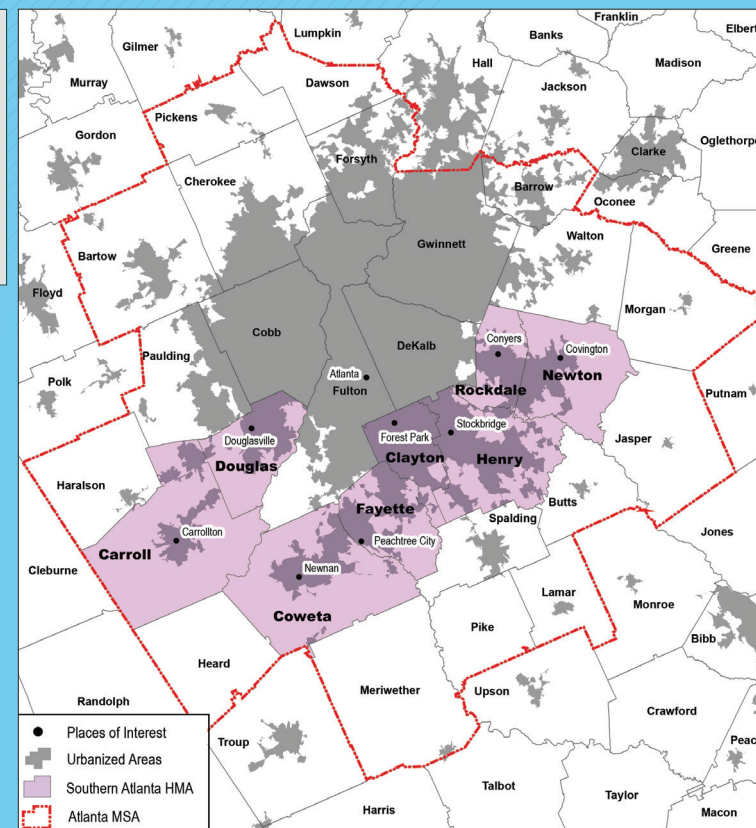 Franklin
Lumpkin
Banks
Elbert
Gilmer
Hall
Madison
Murray
Dawson
Jackson
Pickens
Gordon
Oglethorpe
Forsyth
Clarke
Cherokee
Barrow
Oconee
Walton
Gwinnett
Greene
Bartow
Floyd
Morgan
Cobb
Conyers
Paulding
DeKalb
Covington
Atlanta
Polk
Fulton
Rockdale
Newton
Putnam
Douglasville
Forest Park
Stockbridge
Jasper
Clayton
Henry
Douglas
Haralson
Butts
Fayette
Spalding
Jones
Carrollton
Peachtree City
Carroll
Cleburne
Newnan
Lamar
Monroe
Coweta
Pike
Bibb
Heard
Meriwether
Upson
Randolph
Crawford
Troup
Peac
Talbot
Taylor
Harris
Macon
Places of Interest
Urbanized Areas
Southern Atlanta HMA
Atlanta MSA